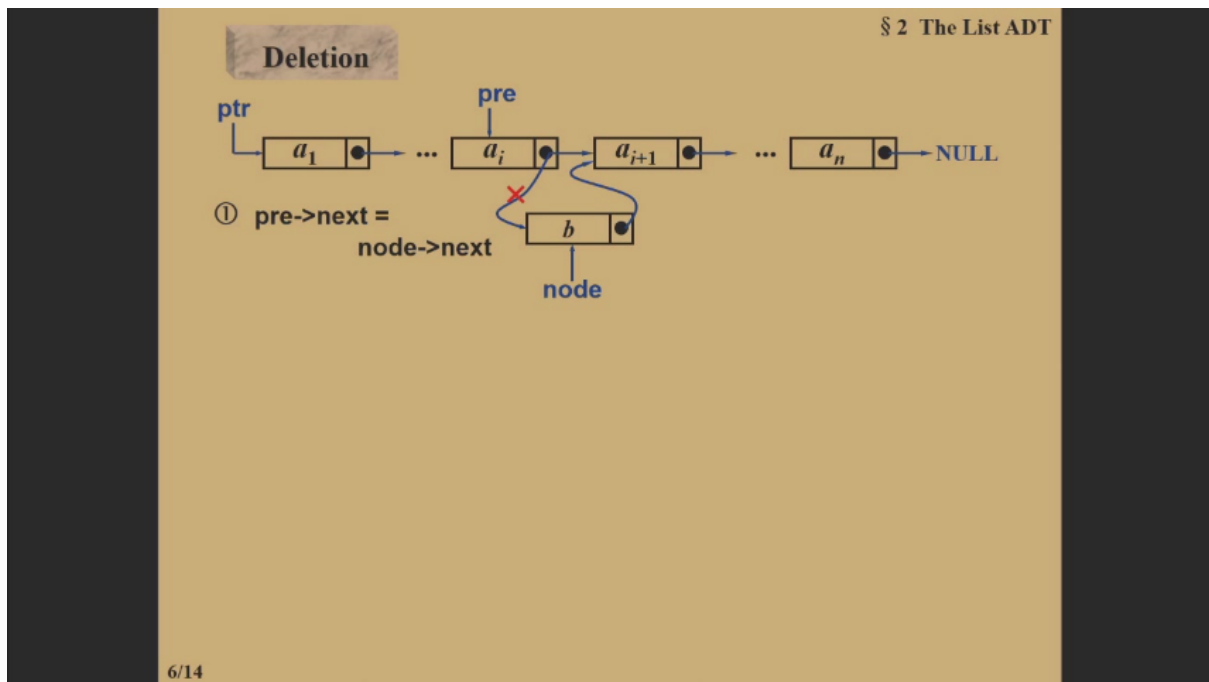 § 2 The List ADT
Deletion
ptr
pre
a1 ... ai ai+1 ... an NULL
① pre->next =
node->next
b
node
6/14